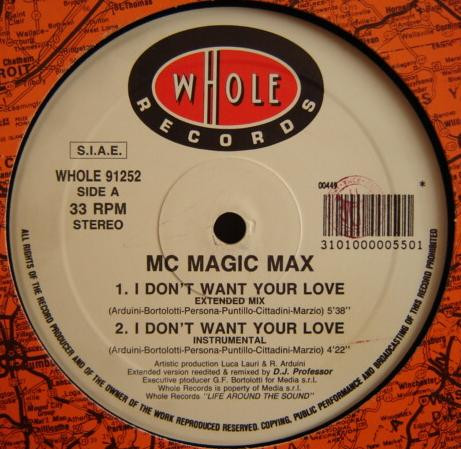 WHOLE
RECORDS
S.I.A.E.
WHOLE 91252
SIDE A
33 RPM
STEREO
00449
*
3101000005501
MC MAGIC MAX
1. I DON'T WANT YOUR LOVE
EXTENDED MIX
(Arduini-Bortolotti-Persona-Puntillo-Cittadini-Marzio) 5'38"
2. I DON'T WANT YOUR LOVE
INSTRUMENTAL
(Arduini-Bortolotti-Persona-Puntillo-Cittadini-Marzio) 4'22"
Artistic production Luca Lauri & R. Arduini
Extended version reedited & remixed by D.J. Professor
Executive producer G.F. Bortolotti for Media s.r.l.
Whole Records is poperty of Media s.r.l.
Whole Records "LIFE AROUND THE SOUND"
ALL RIGHTS OF THE RECORD PRODUCER AND OF THE OWNER OF THE WORK REPRODUCED RESERVED. COPYING, PUBLIC PERFORMANCE AND BROADCASTING OF THIS RECORD PROHIBITED